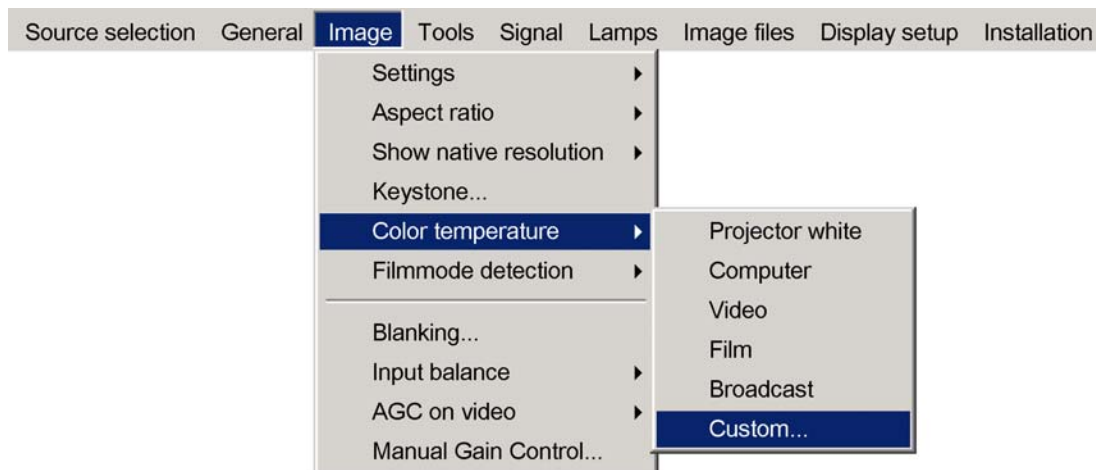 Source selection General Image Tools Signal Lamps Image files Display setup Installation
Settings
Aspect ratio
Show native resolution
Keystone...
Color temperature
Filmmode detection
Blanking...
Input balance
AGC on video
Manual Gain Control...
Projector white
Computer
Video
Film
Broadcast
Custom...